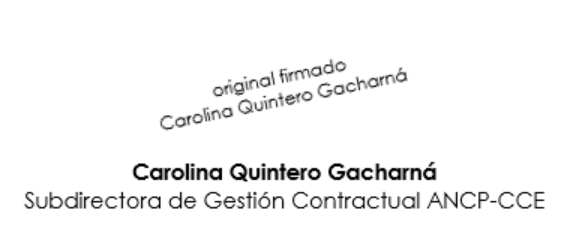 original firmado
Carolina Quintero Gacharná
Carolina Quintero Gacharná
Subdirectora de Gestión Contractual ANCP-CCE